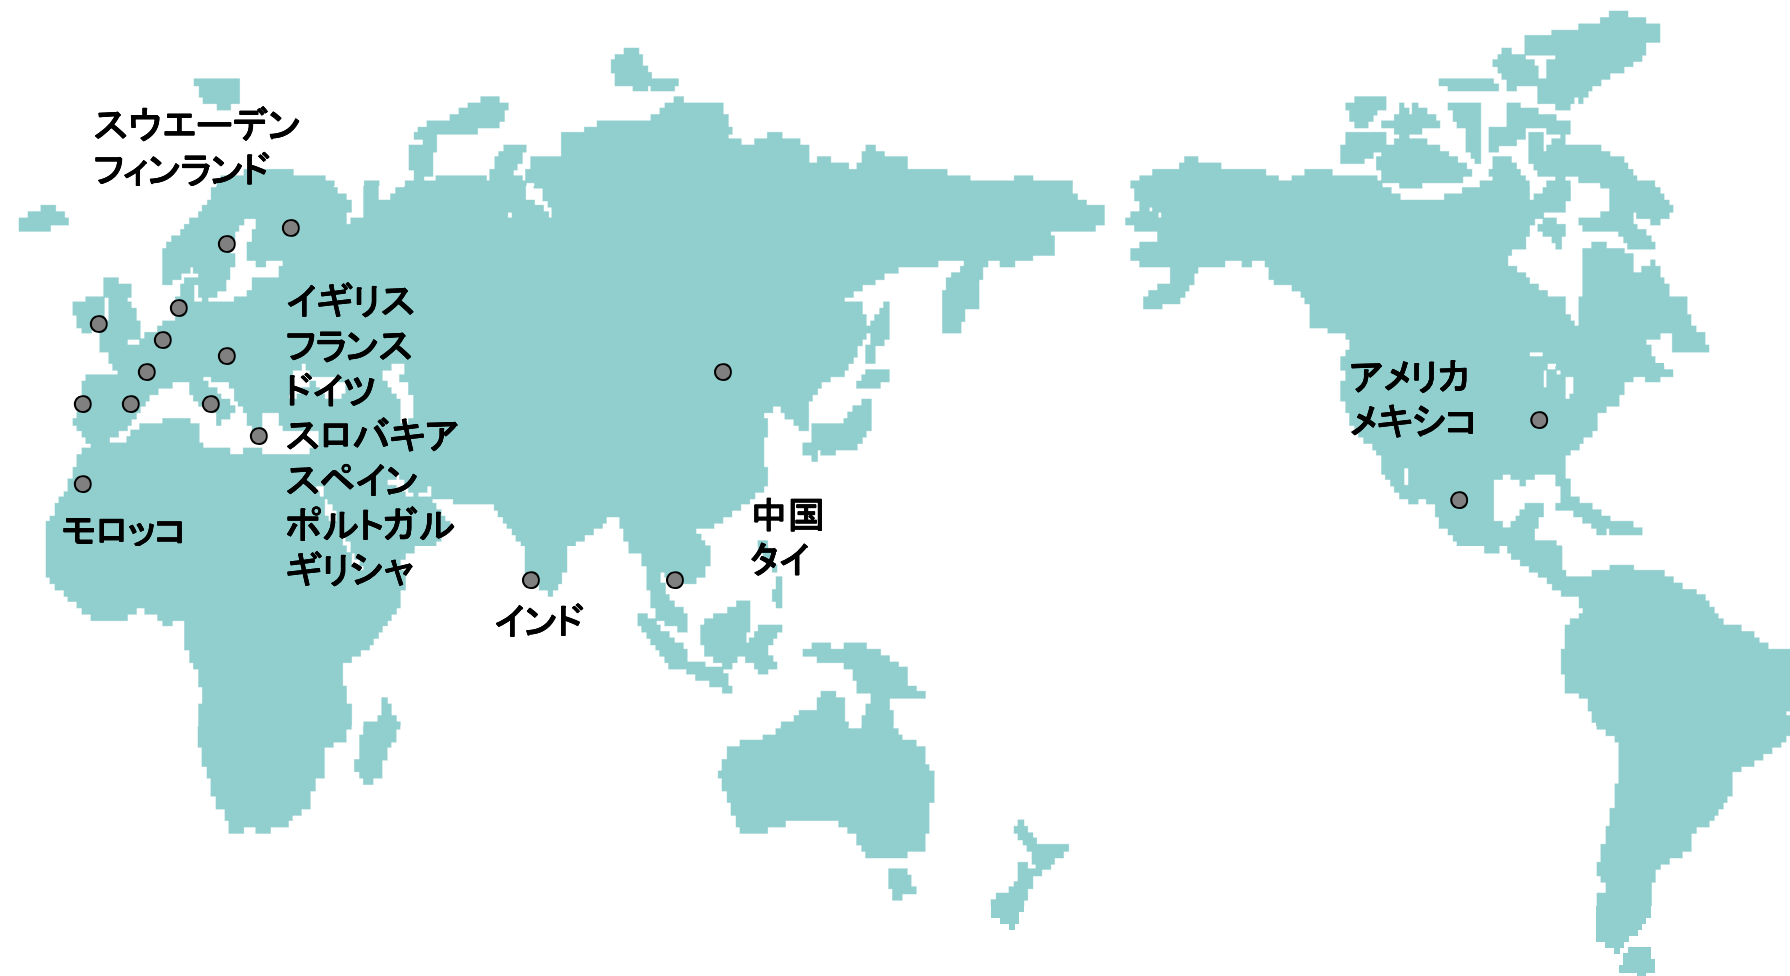 スウエーデン
フィンランド
イギリス
フランス
ドイツ
スロバキア
スペイン
ポルトガル
ギリシャ
モロッコ
インド
中国
タイ
アメリカ
メキシコ